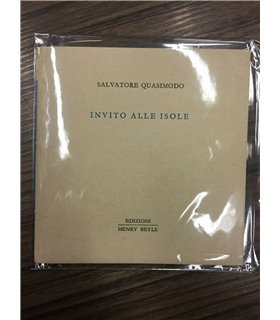 SALVATORE QUASIMODO
INVITO ALLE ISOLE
EDIZIONI
HENRY BEYLE